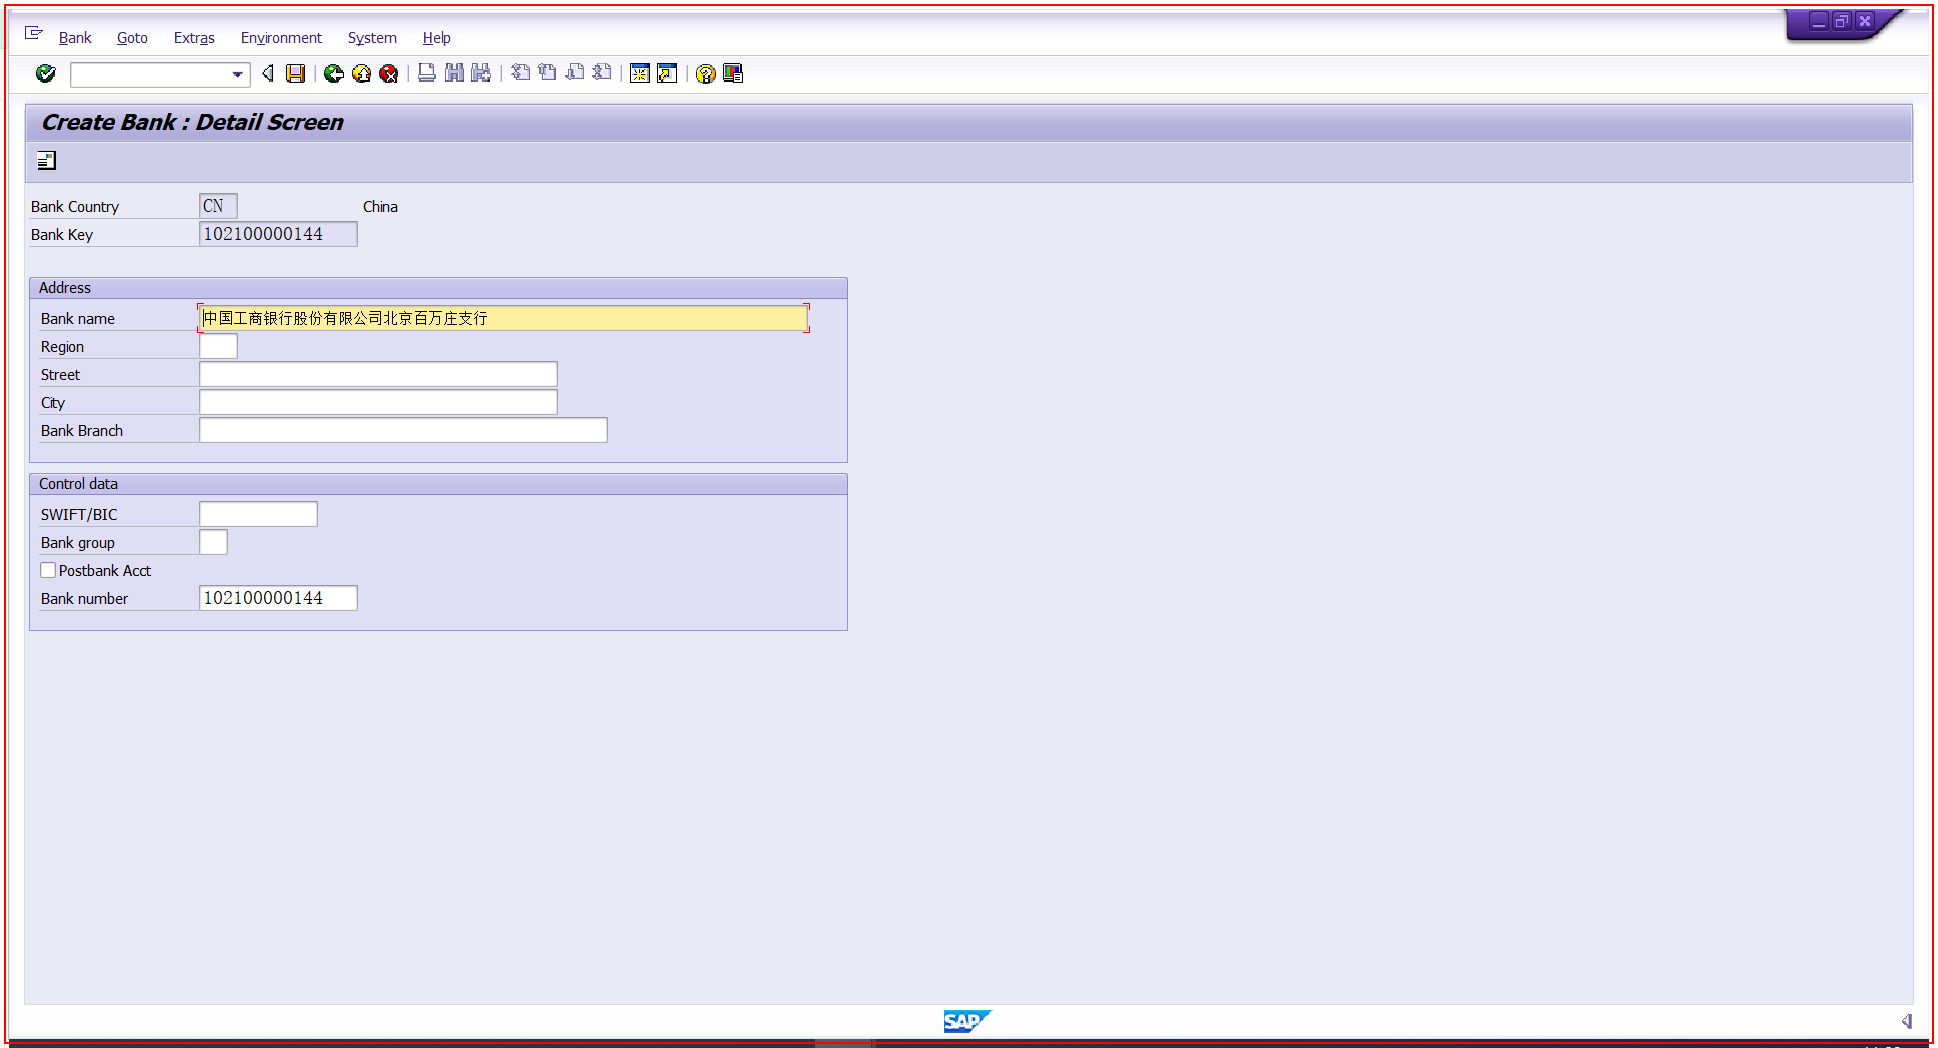 Bank Goto Extras Environment System Help
Create Bank : Detail Screen
Bank Country CN China
Bank Key 102100000144
Address
Bank name 中国工商银行股份有限公司北京百万庄支行
Region
Street
City
Bank Branch
Control data
SWIFT/BIC
Bank group
Postbank Acct
Bank number 102100000144
SAP